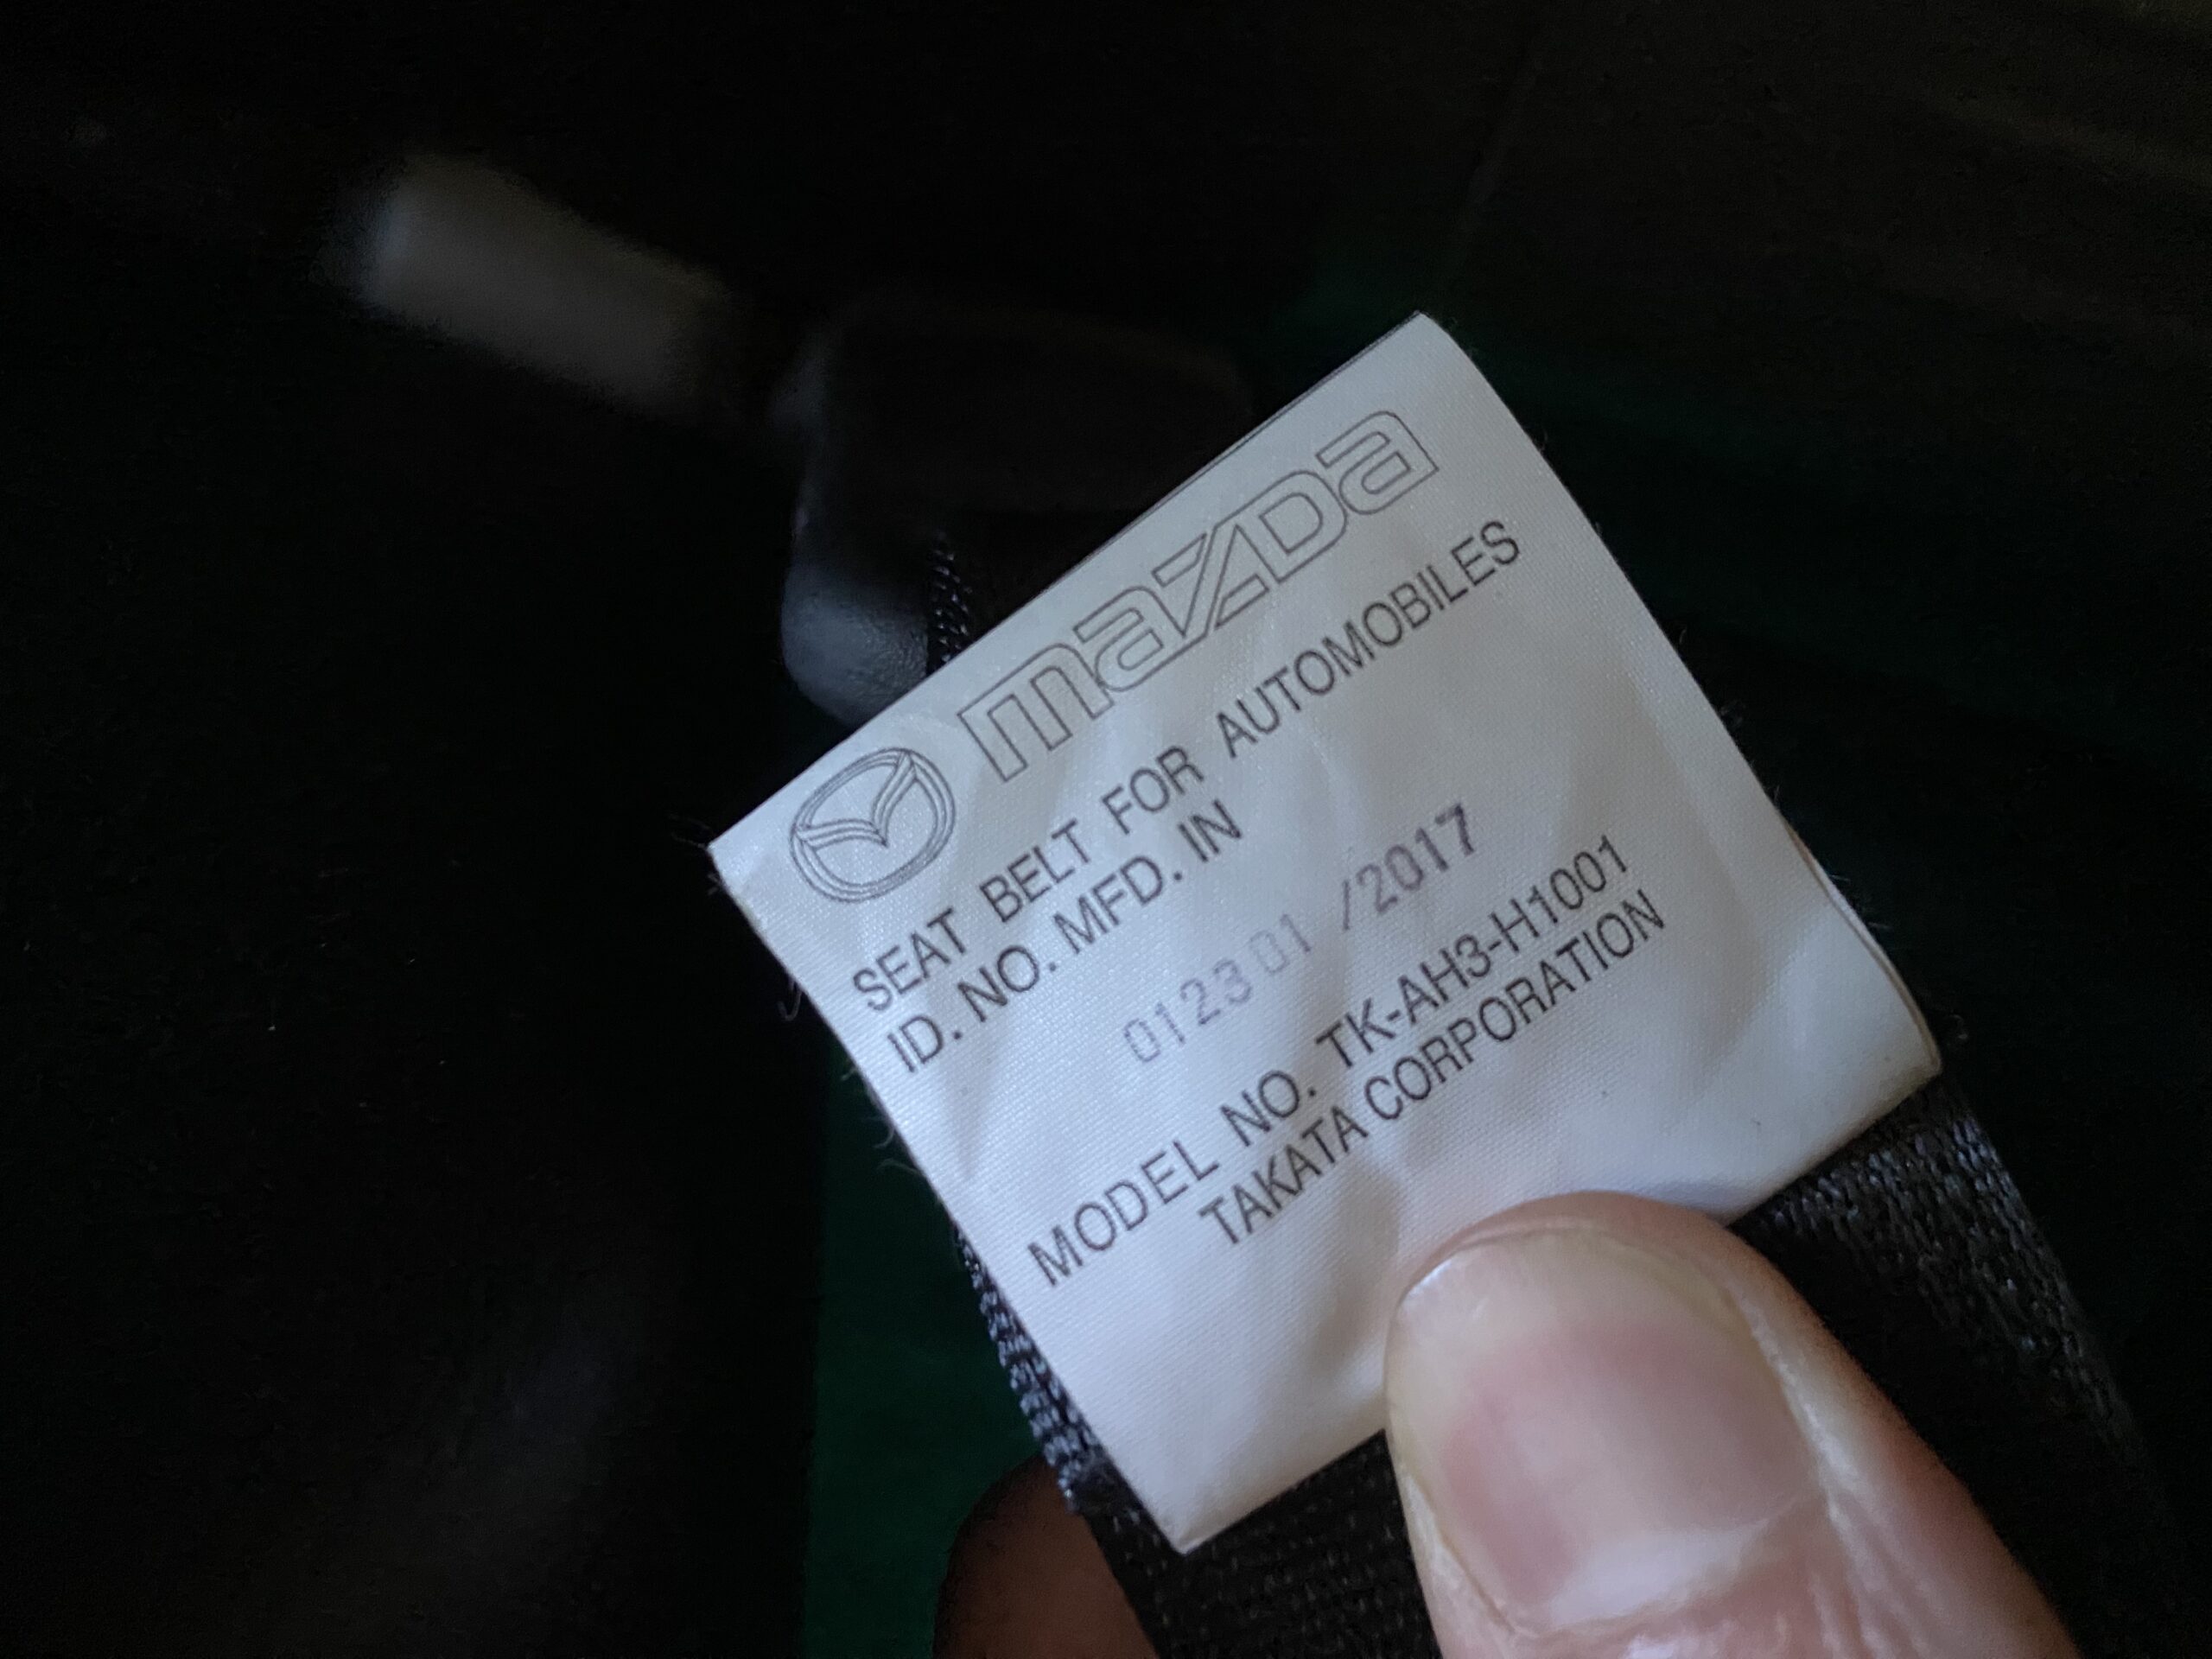 mazda
SEAT BELT FOR AUTOMOBILES
ID. NO. MFD. IN
012301 /2017
MODEL NO. TK-AH3-H1001
TAKATA CORPORATION